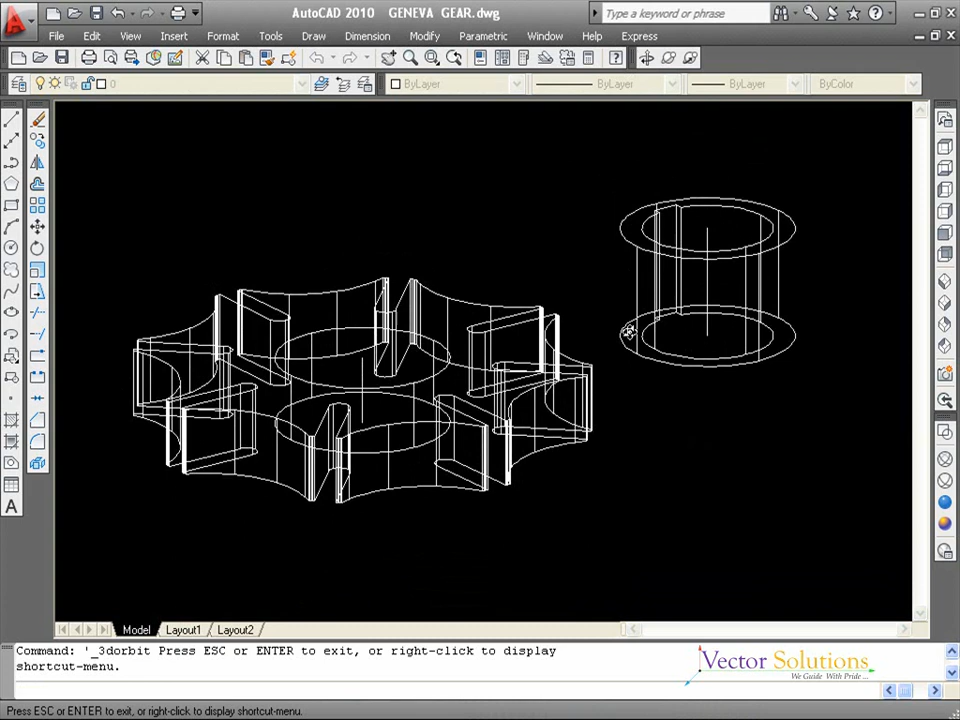 AutoCAD 2010 GENEVA GEAR.dwg
Type a keyword or phrase
File Edit View Insert Format Tools Draw Dimension Modify Parametric Window Help Express
0 ByLayer ByLayer ByLayer ByColor
A
Model Layout1 Layout2
Command: '_3dorbit Press ESC or ENTER to exit, or right-click to display
shortcut-menu.
Vector Solutions
We Guide With Pride...
Press ESC or ENTER to exit, or right-click to display shortcut-menu.